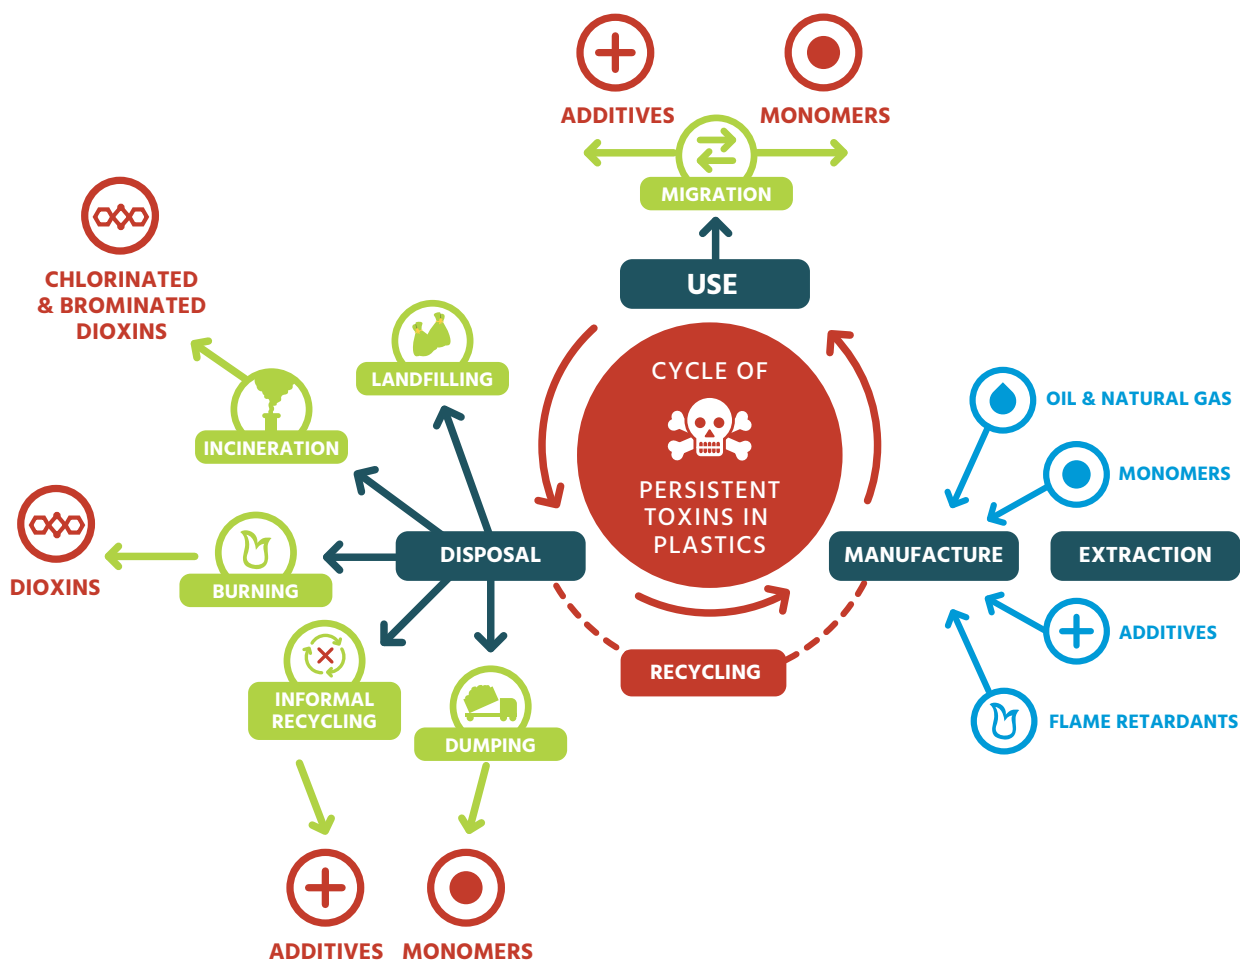 ADDITIVES
MONOMERS
MIGRATION
USE
CHLORINATED
& BROMINATED
DIOXINS
LANDFILLING
INCINERATION
CYCLE OF
PERSISTENT
TOXINS IN
PLASTICS
OIL & NATURAL GAS
MONOMERS
DISPOSAL
MANUFACTURE
EXTRACTION
DIOXINS
BURNING
ADDITIVES
RECYCLING
INFORMAL
RECYCLING
DUMPING
FLAME RETARDANTS
ADDITIVES
MONOMERS